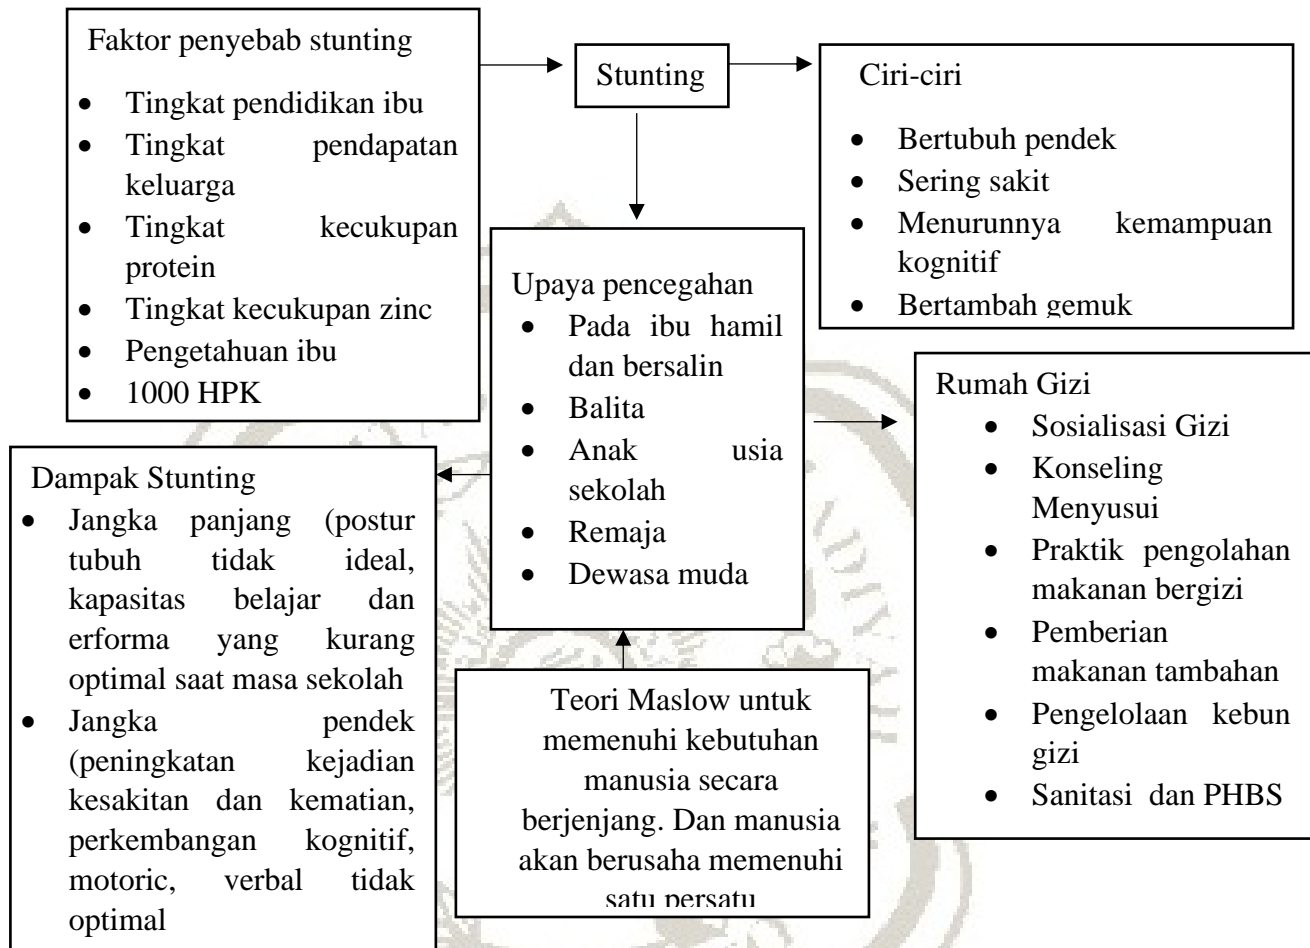 Faktor penyebab stunting
• Tingkat pendidikan ibu
• Tingkat pendapatan
keluarga
• Tingkat kecukupan
protein
• Tingkat kecukupan zinc
• Pengetahuan ibu
• 1000 HPK
Stunting
Ciri-ciri
• Bertubuh pendek
• Sering sakit
• Menurunnya kemampuan
kognitif
• Bertambah gemuk
Upaya pencegahan
• Pada ibu hamil
dan bersalin
• Balita
• Anak usia
sekolah
• Remaja
• Dewasa muda
Rumah Gizi
• Sosialisasi Gizi
• Konseling
Menyusui
• Praktik pengolahan
makanan bergizi
• Pemberian
makanan tambahan
• Pengelolaan kebun
gizi
• Sanitasi dan PHBS
Dampak Stunting
• Jangka panjang (postur
tubuh tidak ideal,
kapasitas belajar dan
erforma yang kurang
optimal saat masa sekolah
• Jangka pendek
(peningkatan kejadian
kesakitan dan kematian,
perkembangan kognitif,
motoric, verbal tidak
optimal
Teori Maslow untuk
memenuhi kebutuhan
manusia secara
berjenjang. Dan manusia
akan berusaha memenuhi
satu persatu